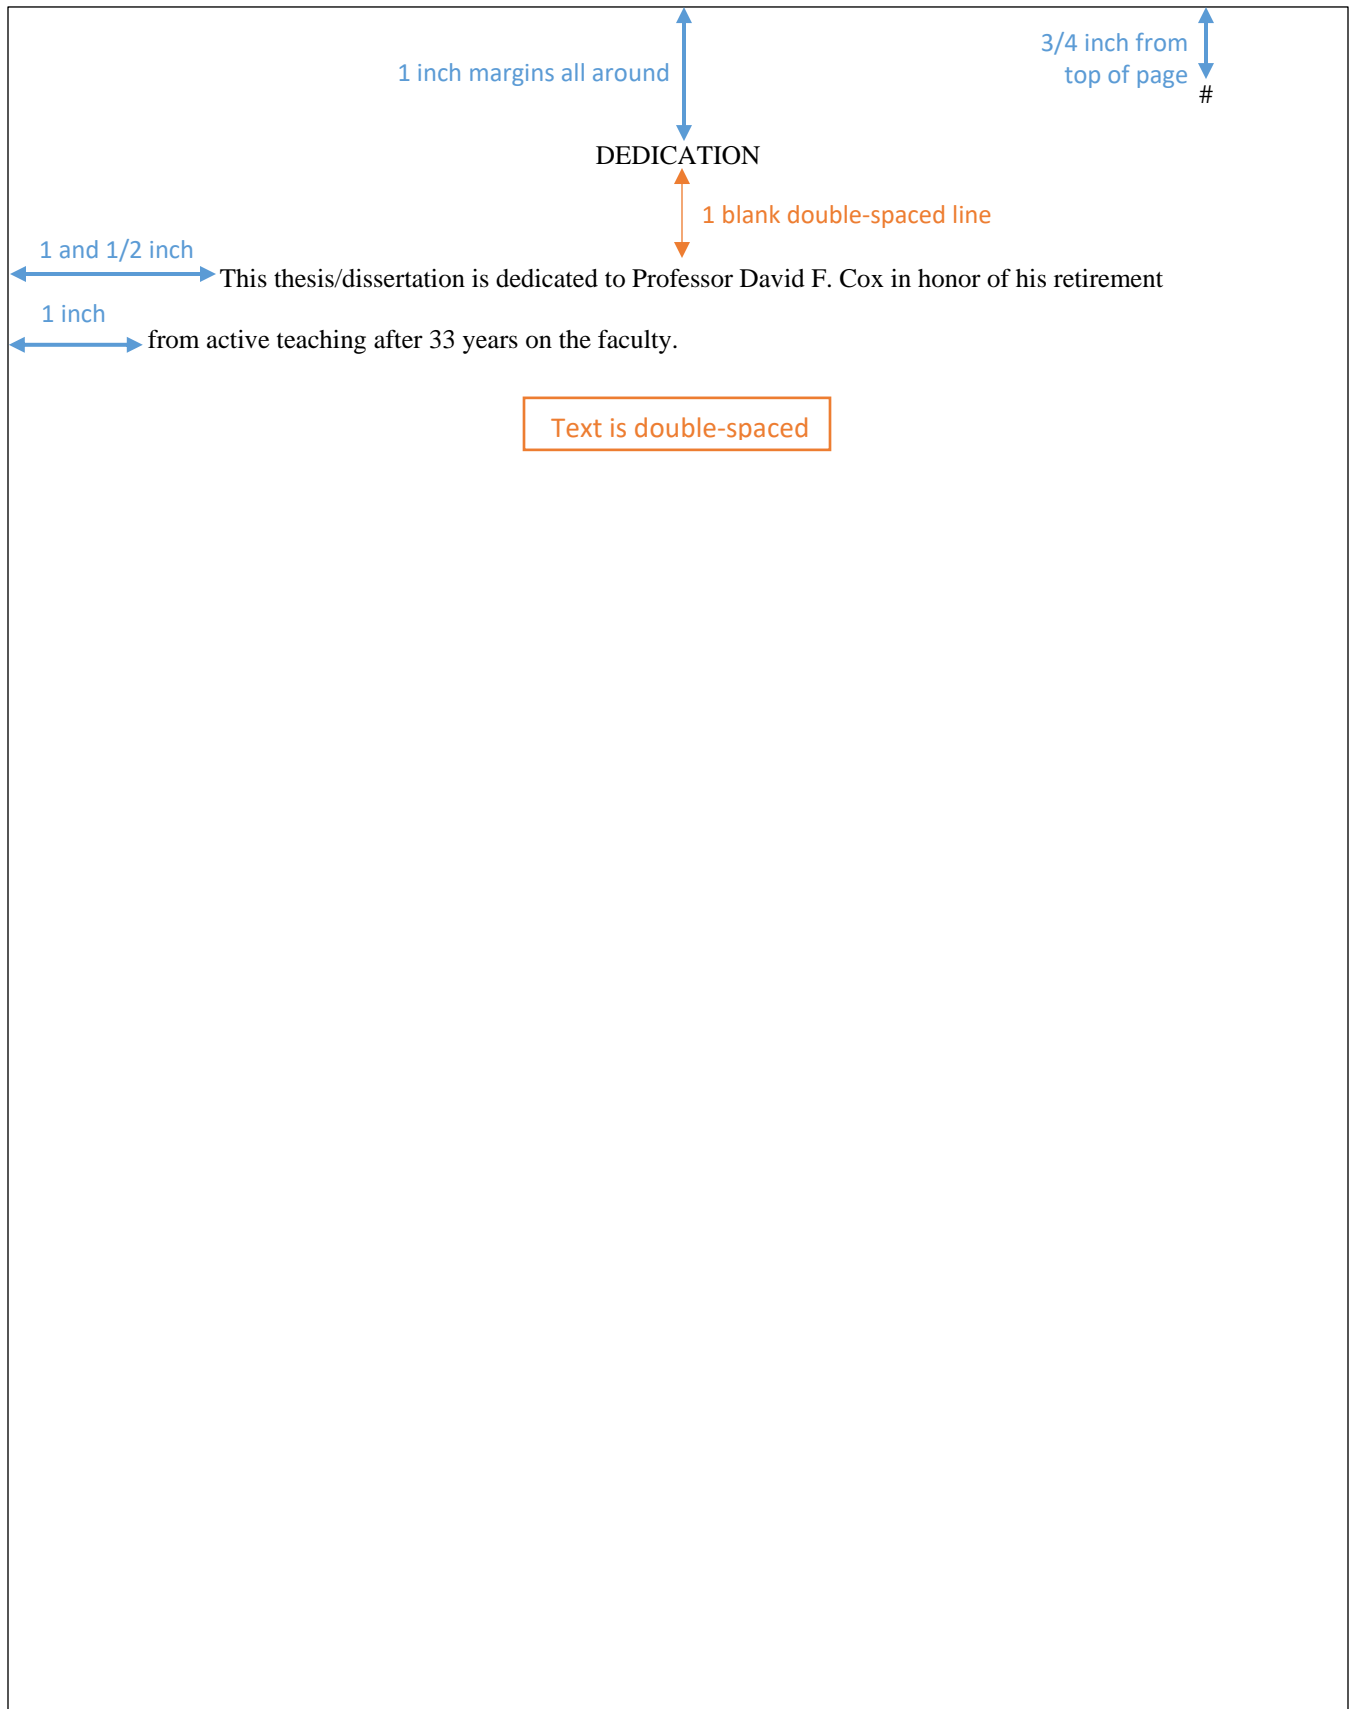 3/4 inch from
1 inch margins all around
top of page
#
DEDICATION
1 blank double-spaced line
1 and 1/2 inch
This thesis/dissertation is dedicated to Professor David F. Cox in honor of his retirement
1 inch
from active teaching after 33 years on the faculty.
Text is double-spaced